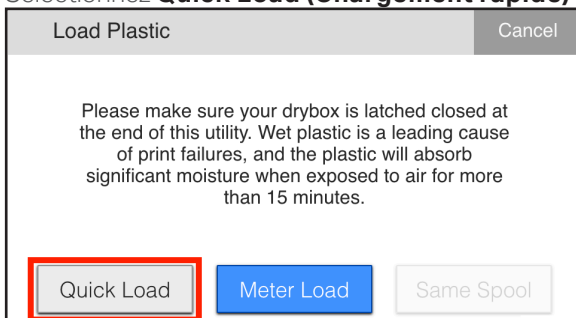 Sélectionnez Quick Load (Chargement rapide)
Load Plastic
Cancel
Please make sure your drybox is latched closed at
the end of this utility. Wet plastic is a leading cause
of print failures, and the plastic will absorb
significant moisture when exposed to air for more
than 15 minutes.
Quick Load
Meter Load
Same Spool